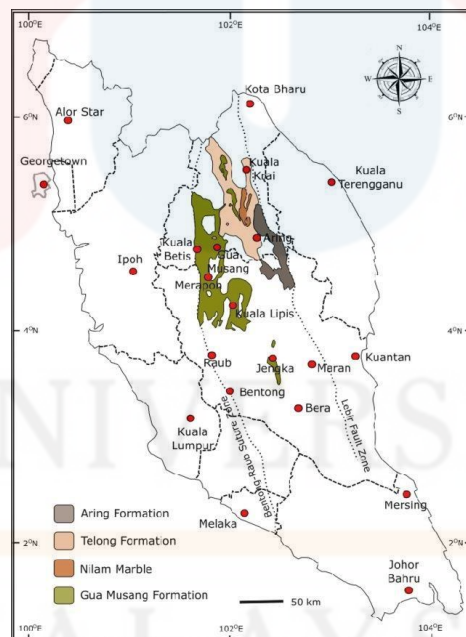 100°E
102°E
104°E
N
W
E
S
Kota Bharu
6°N
6°N
Alor Star
Georgetown
Kuala
Krai
Kuala
Terengganu
Aring
Kuala
Betis
Gua
Musang
Ipoh
Merapoh
Kuala Lipis
4°N
4°N
Raub
Jengka
Maran
Kuantan
Bentong
Bera
Kuala
Lumpur
Bentong-Raub Suture Zone
Lebir Fault Zone
Mersing
Melaka
Aring Formation
Telong Formation
Nilam Marble
Gua Musang Formation
2°N
2°N
Johor
Bahru
50 km
100°E
102°E
104°E